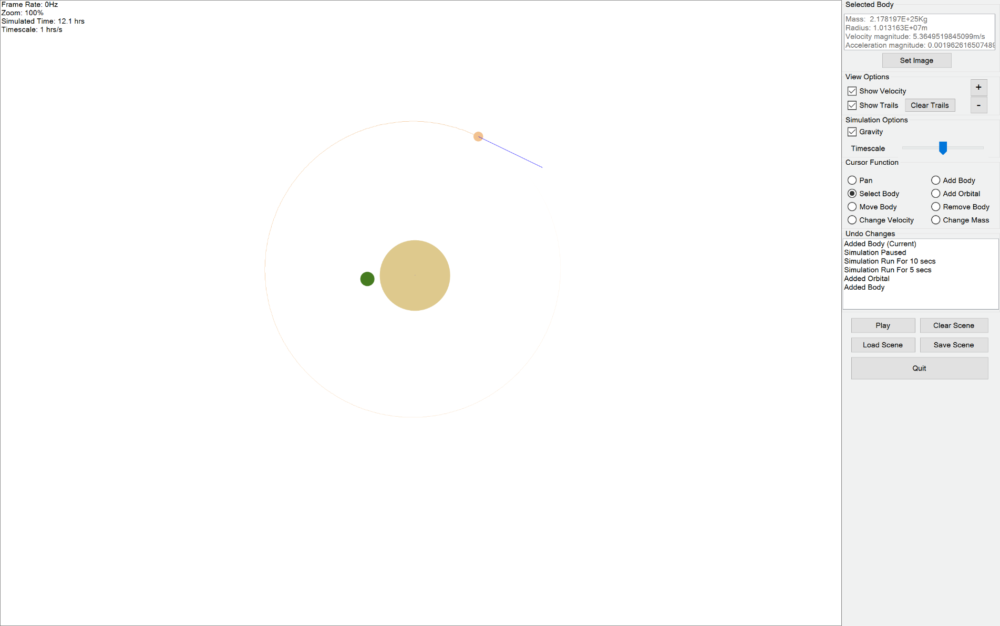 Frame Rate: 0Hz
Zoom: 100%
Simulated Time: 12.1 hrs
Timescale: 1 hrs/s
Selected Body
Mass:  2.178197E+25Kg
Radius: 1.013163E+07m
Velocity magnitude: 5.3649519845099m/s
Acceleration magnitude: 0.00196261650748
Set Image
View Options
Show Velocity
+
Show Trails
Clear Trails
-
Simulation Options
Gravity
Timescale
Cursor Function
Pan
Add Body
Select Body
Add Orbital
Move Body
Remove Body
Change Velocity
Change Mass
Undo Changes
Added Body (Current)
Simulation Paused
Simulation Run For 10 secs
Simulation Run For 5 secs
Added Orbital
Added Body
Play
Clear Scene
Load Scene
Save Scene
Quit